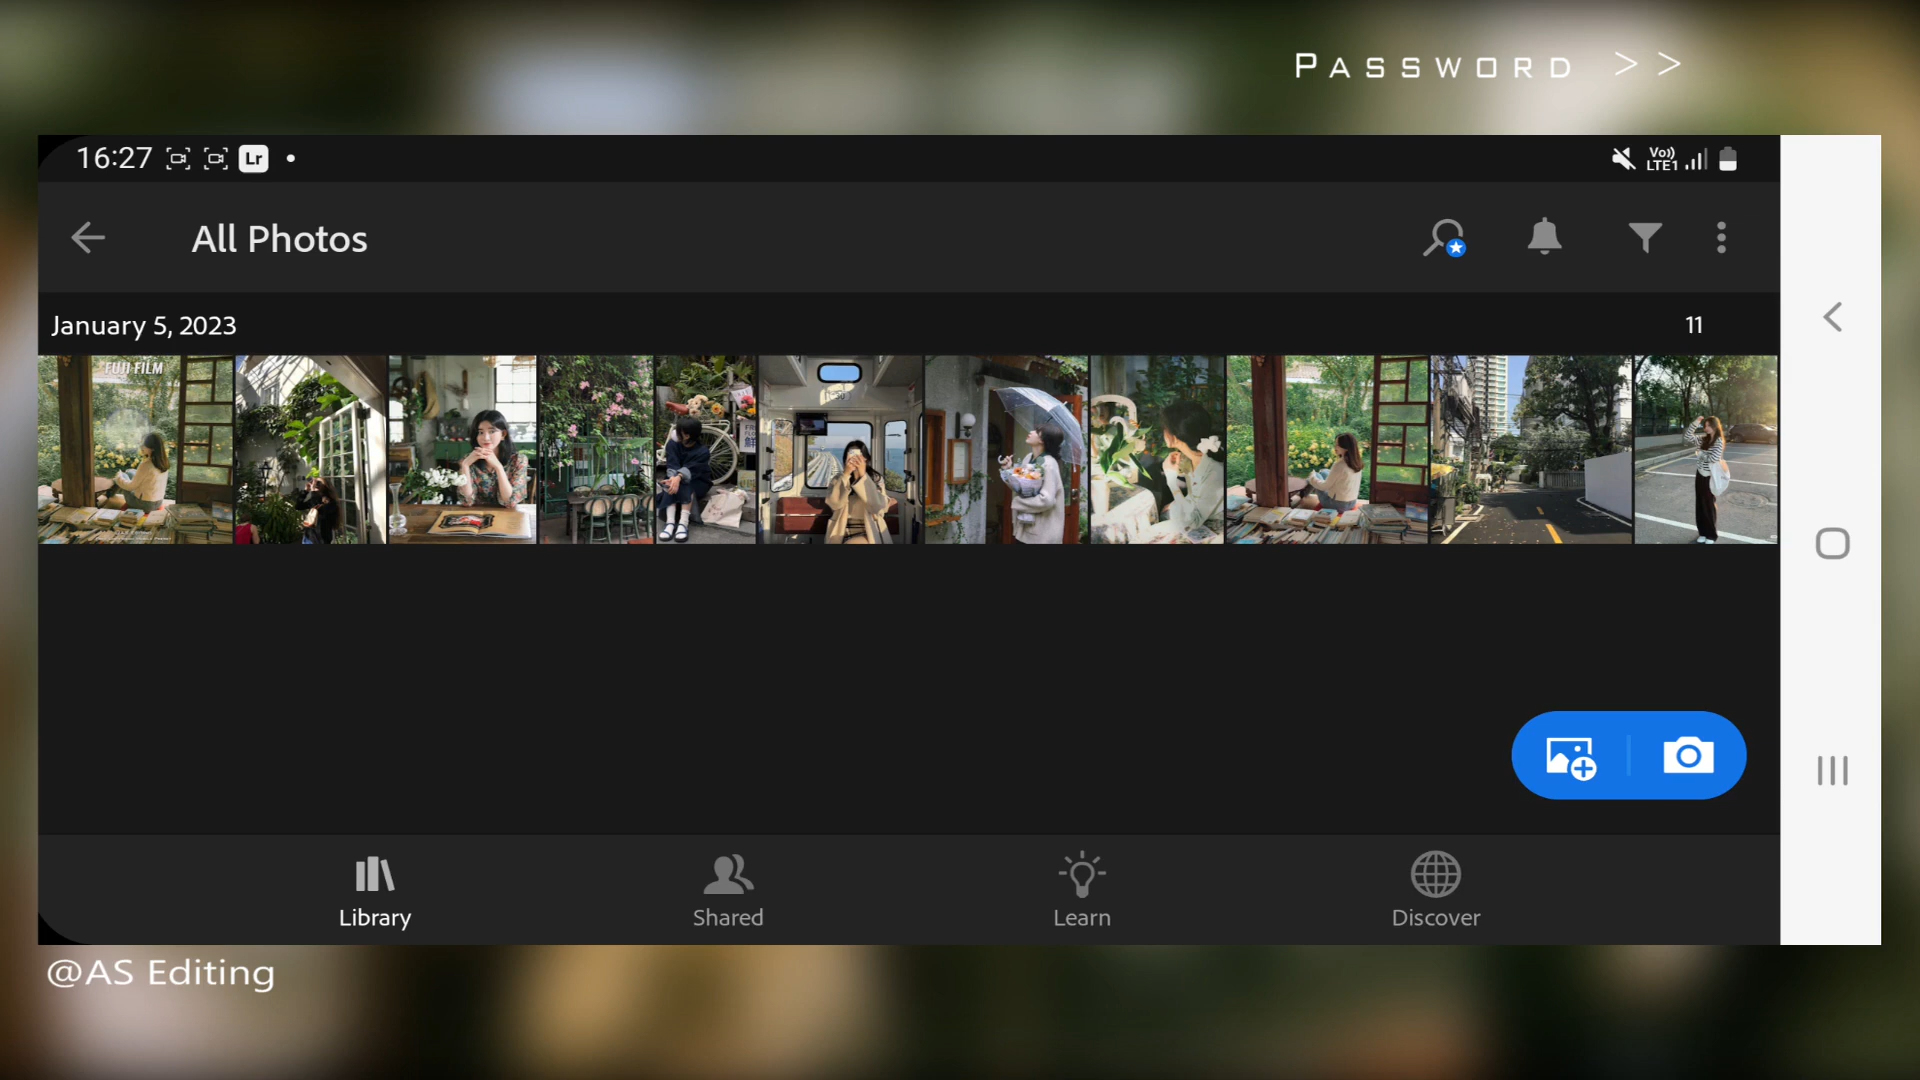 PASSWORD >>
16:27 Lr
Vo))
LTE1
All Photos
January 5, 2023
11
FUJI FILM
Library
Shared
Learn
Discover
@AS Editing